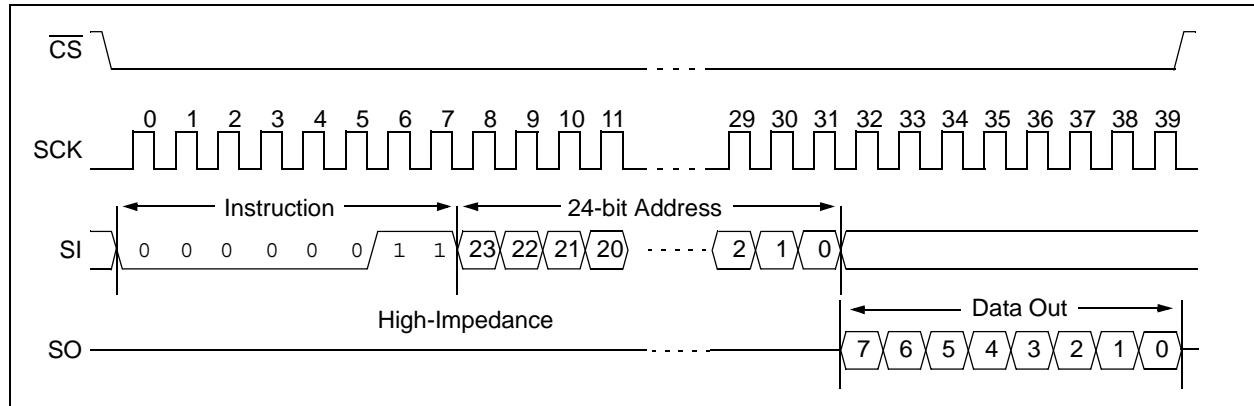 CS
0 1 2 3 4 5 6 7 8 9 10 11 29 30 31 32 33 34 35 36 37 38 39
SCK
Instruction 24-bit Address
SI 0 0 0 0 0 0 1 1 23 22 21 20 2 1 0
High-Impedance Data Out
SO 7 6 5 4 3 2 1 0